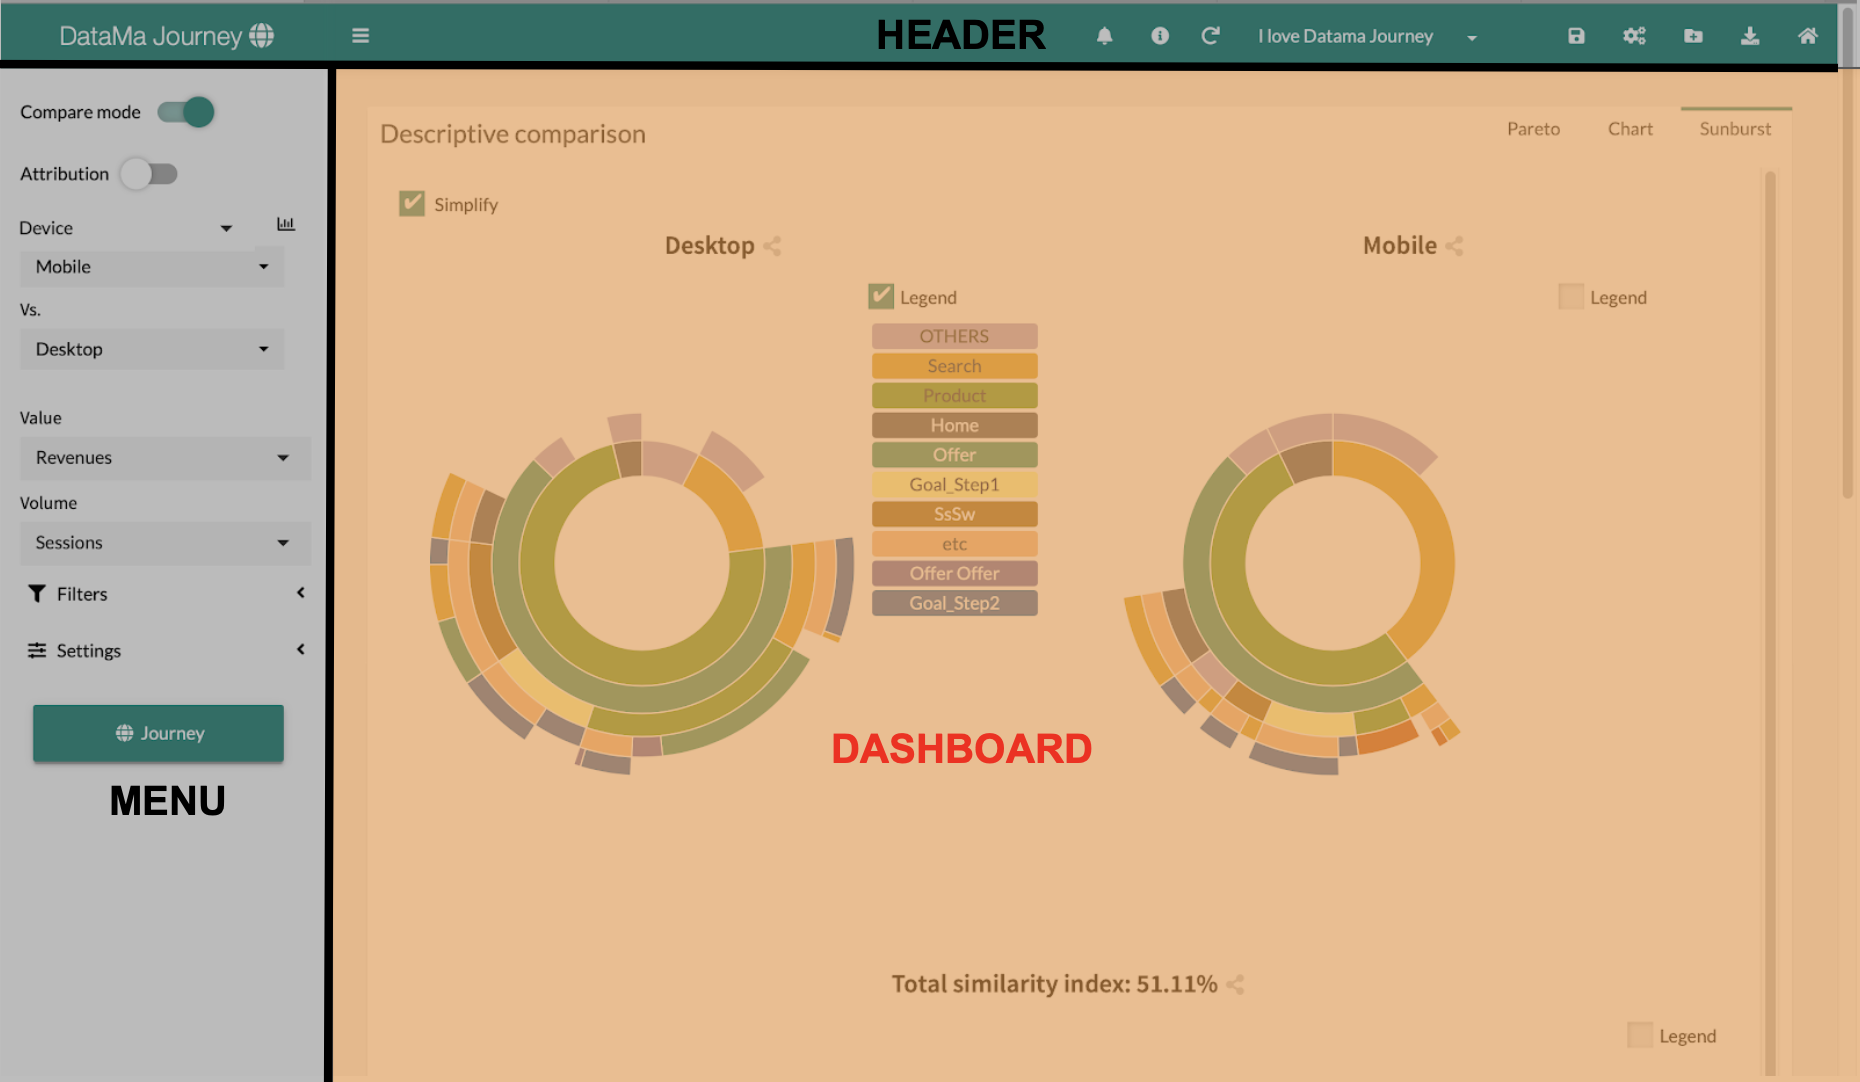 DataMa Journey
HEADER
I love Datama Journey
Compare mode
Attribution
Device
Mobile
Vs.
Desktop
Value
Revenues
Volume
Sessions
Filters
Settings
Journey
MENU
Descriptive comparison
Pareto
Chart
Sunburst
Simplify
Desktop
Legend
OTHERS
Search
Product
Home
Offer
Goal_Step1
SsSw
etc
Offer Offer
Goal_Step2
Mobile
Legend
DASHBOARD
Total similarity index: 51.11%
Legend